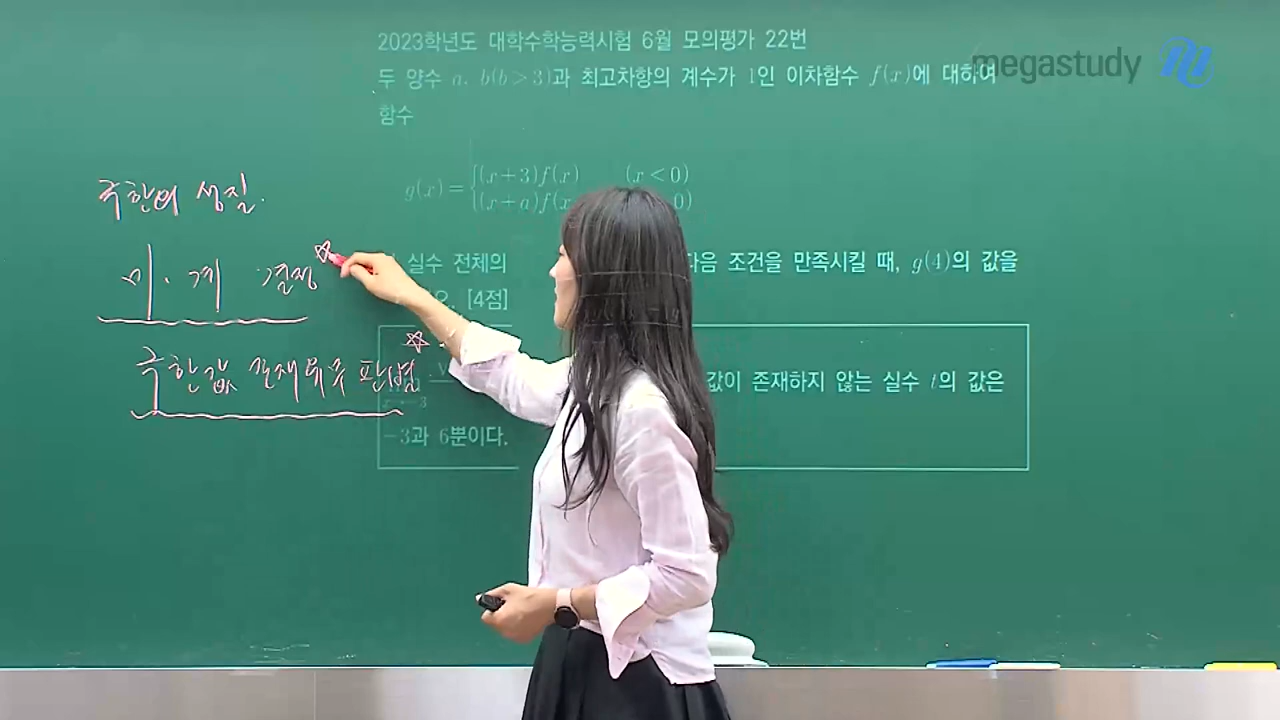 2023학년도 대학수학능력시험 6월 모의평가 22번
megastudy
두 양수 a, b(b>3)과 최고차항의 계수가 1인 이차함수 f(x)에 대하여
함수
g(x)= (x+3)f(x) (x<0)
(x+a)f(x 0)
실수 전체의 다음 조건을 만족시킬 때, g(4)의 값을
[4점]
값이 존재하지 않는 실수 t의 값은
-3과 6뿐이다.
극한의 성질.
미·계 결정
극한값 존재유무 판별